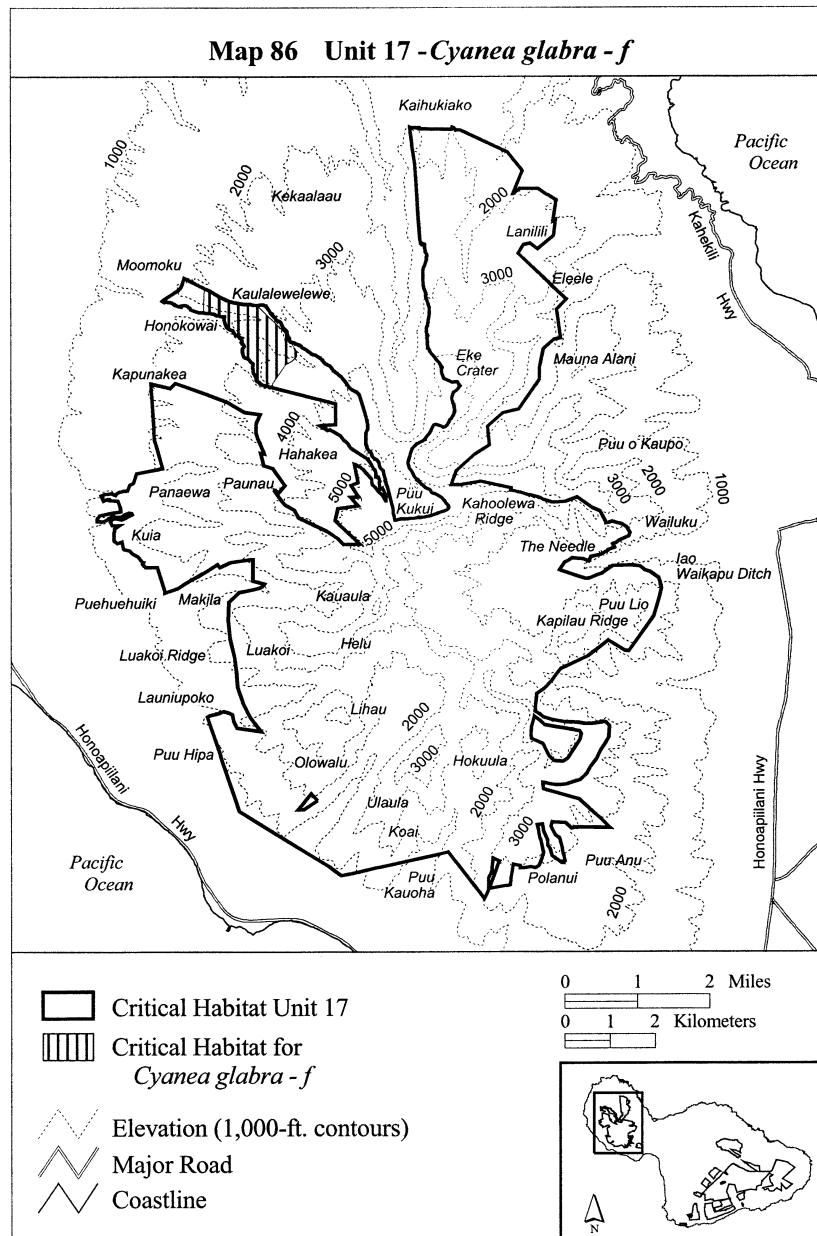 Map 86 Unit 17 - Cyanea glabra - f
Kaihukiako
Pacific
Ocean
1000
2000
Kekaalaau
2000
Kahekili
Hwy
Lanilili
3000
Moomoku
3000
Eleele
Kaulalewelewe
Honokowai
Eke
Crater
Mauna Alani
Kapunakea
4000
Hahakea
Puu o Kaupo
3000
2000
1000
Panaewa
Paunau
5000
Puu
Kukui
Kahoolewa
Ridge
Wailuku
Kuia
5000
The Needle
Iao
Waikapu Ditch
Puehuehuiki
Makila
Kauaula
Puu Lio
Kapilau Ridge
Luakoi Ridge
Luakoi
Helu
Launiupoko
Lihau
2000
Honoapiilani
Hwy
Puu Hipa
Olowalu
3000
Hokuula
Honoapiilani Hwy
Ulaula
2000
Koai
3000
Pacific
Ocean
Puu
Kauoha
Polanui
Puu Anu
2000
Critical Habitat Unit 17
Critical Habitat for
Cyanea glabra - f
Elevation (1,000-ft. contours)
Major Road
Coastline
0 1 2 Miles
0 1 2 Kilometers
N